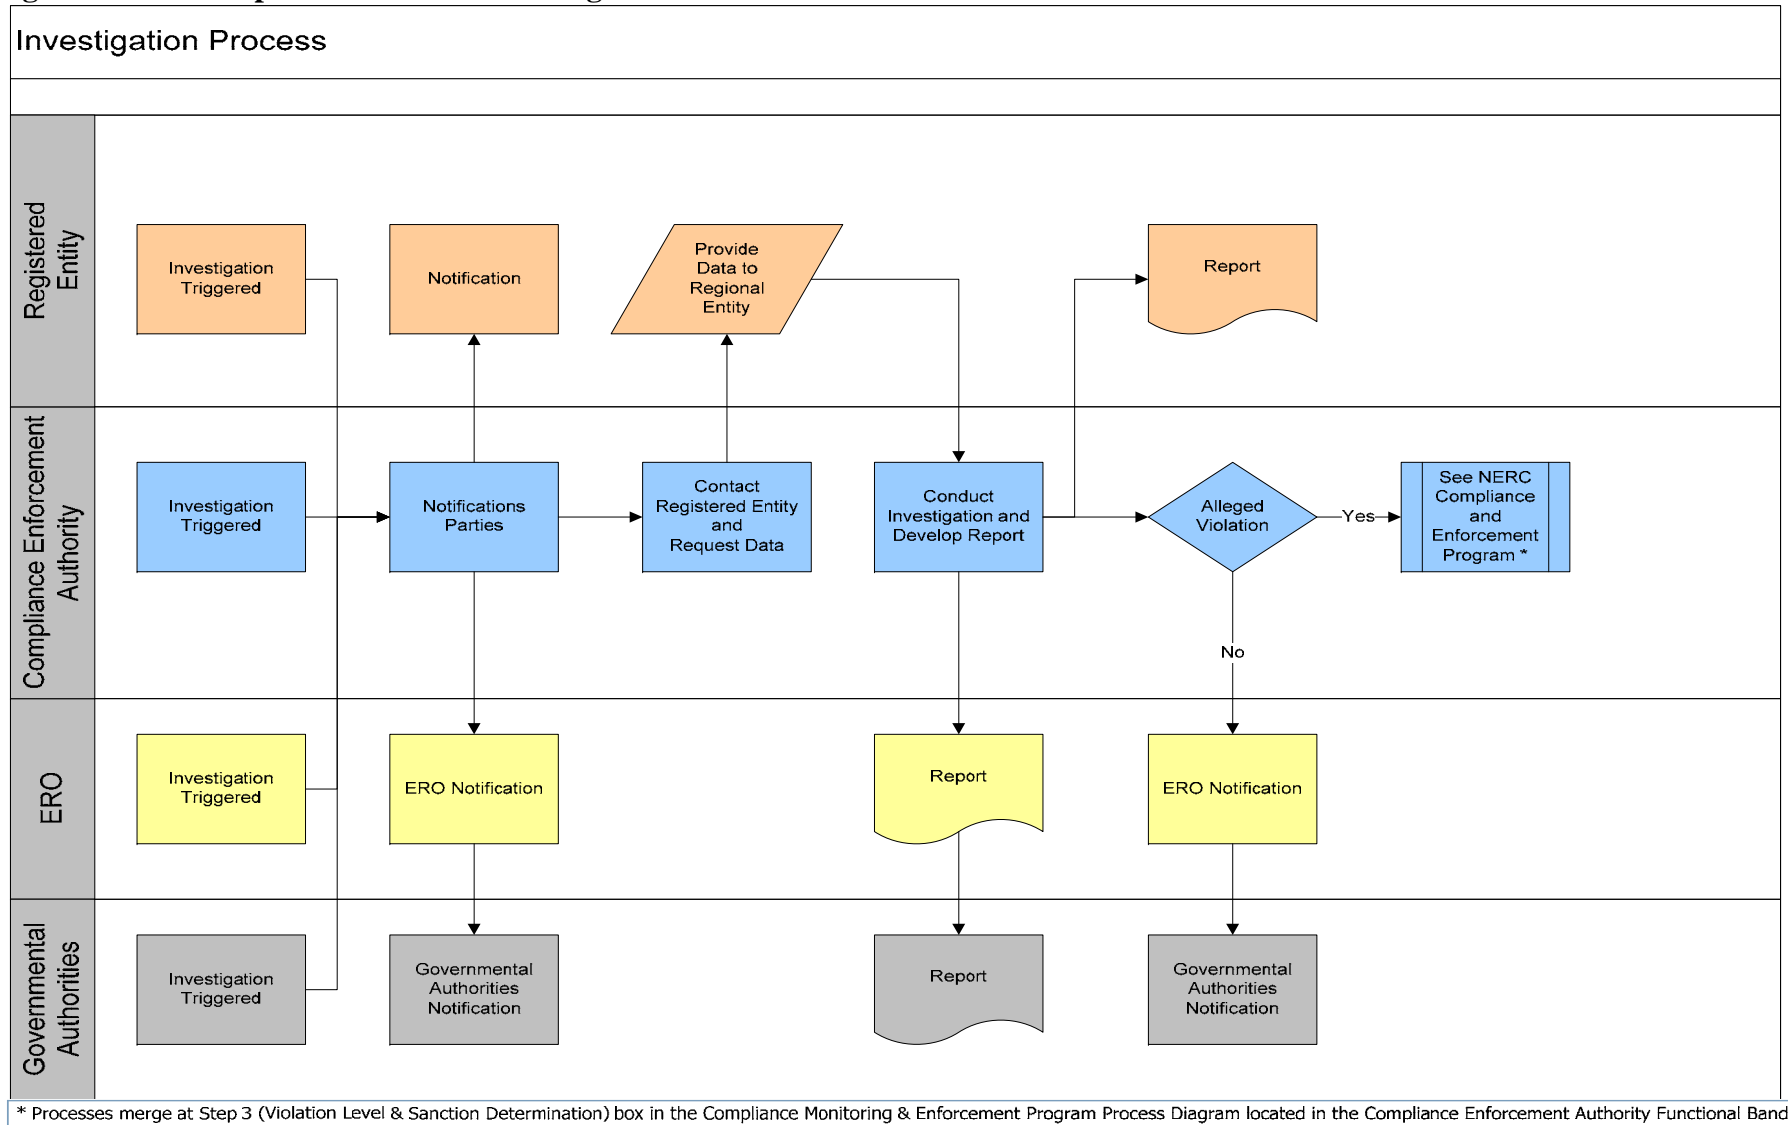 Investigation Process
Registered
Entity
Investigation
Triggered
Notification
Provide
Data to
Regional
Entity
Report
Compliance Enforcement
Authority
Investigation
Triggered
Notifications
Parties
Contact
Registered Entity
and
Request Data
Conduct
Investigation and
Develop Report
Alleged
Violation
Yes
See NERC
Compliance
and
Enforcement
Program *
No
ERO
Investigation
Triggered
ERO Notification
Report
ERO Notification
Governmental
Authorities
Investigation
Triggered
Governmental
Authorities
Notification
Report
Governmental
Authorities
Notification
* Processes merge at Step 3 (Violation Level & Sanction Determination) box in the Compliance Monitoring & Enforcement Program Process Diagram located in the Compliance Enforcement Authority Functional Band